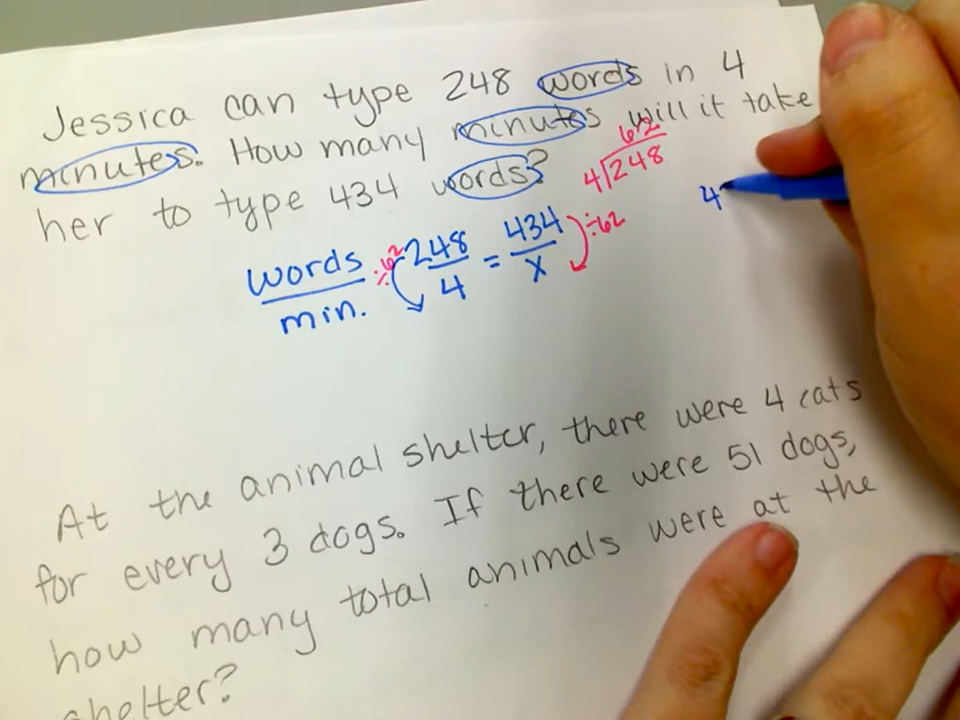 Jessica can type 248 words in 4
minutes. How many minutes will it take
her to type 434 words?
62
4)248
4
words/min. ÷62 248/4 = 434/x ÷62
At the animal shelter, there were 4 cats
for every 3 dogs. If there were 51 dogs,
how many total animals were at the
shelter?